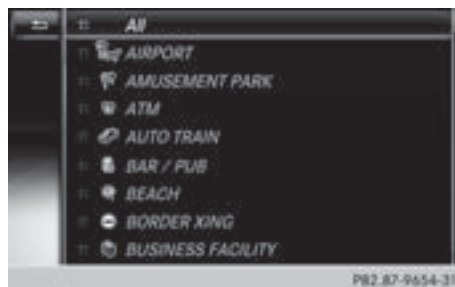 All
AIRPORT
AMUSEMENT PARK
ATM
AUTO TRAIN
BAR / PUB
BEACH
BORDER XING
BUSINESS FACILITY
P82.87-9654-31